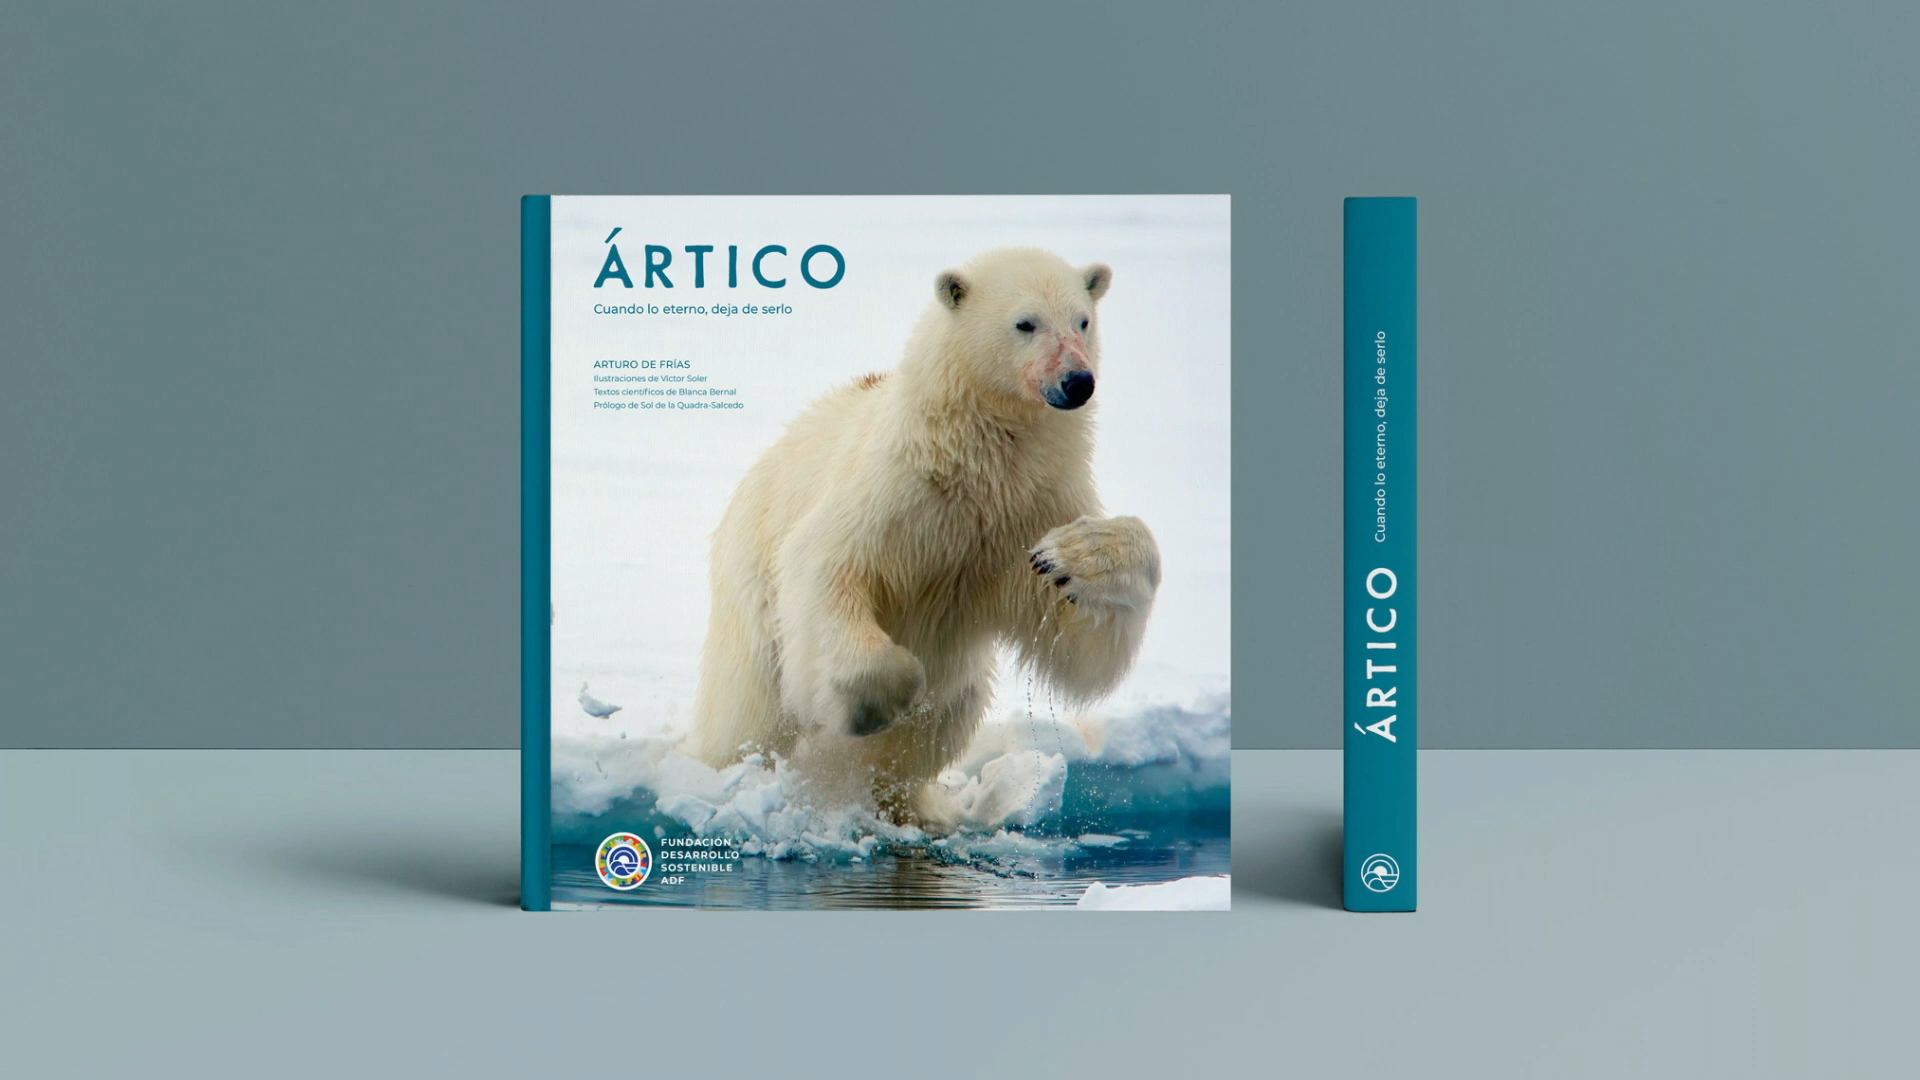 ÁRTICO
Cuando lo eterno, deja de serlo
ARTURO DE FRÍAS
Ilustraciones de Víctor Soler
Textos científicos de Blanca Bernal
Prólogo de Sol de la Quadra-Salcedo
FUNDACIÓN
DESARROLLO
SOSTENIBLE
ADF
ÁRTICO Cuando lo eterno, deja de serlo